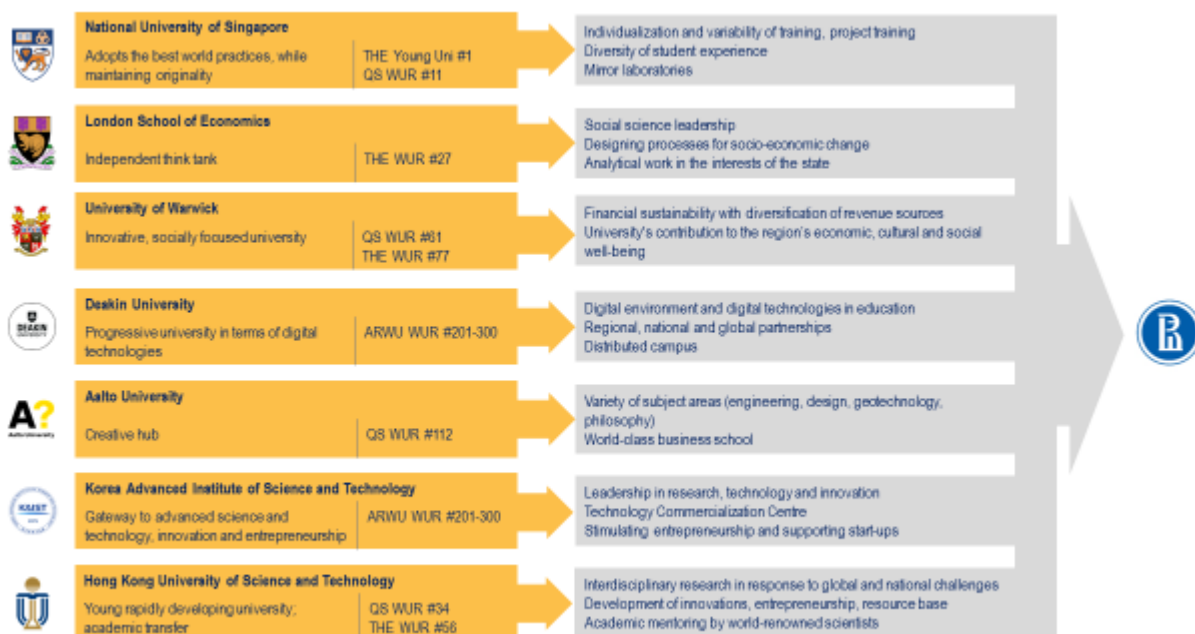 National University of Singapore
Adopts the best world practices, while
maintaining originality
THE Young Uni #1
QS WUR #11
Individualization and variability of training, project training
Diversity of student experience
Mirror laboratories
London School of Economics
Independent think tank
THE WUR #27
Social science leadership
Designing processes for socio-economic change
Analytical work in the interests of the state
University of Warwick
Innovative, socially focused university
QS WUR #61
THE WUR #77
Financial sustainability with diversification of revenue sources
University's contribution to the region's economic, cultural and social
well-being
DEAKIN
Deakin University
Progressive university in terms of digital
technologies
ARWU WUR #201-300
Digital environment and digital technologies in education
Regional, national and global partnerships
Distributed campus
A?
Aalto University
Aalto University
Creative hub
QS WUR #112
Variety of subject areas (engineering, design, geotechnology,
philosophy)
World-class business school
KAIST
Korea Advanced Institute of Science and Technology
Gateway to advanced science and
technology, innovation and entrepreneurship
ARWU WUR #201-300
Leadership in research, technology and innovation
Technology Commercialization Centre
Stimulating entrepreneurship and supporting start-ups
Hong Kong University of Science and Technology
Young rapidly developing university;
academic transfer
QS WUR #34
THE WUR #56
Interdisciplinary research in response to global and national challenges
Development of innovations, entrepreneurship, resource base
Academic mentoring by world-renowned scientists